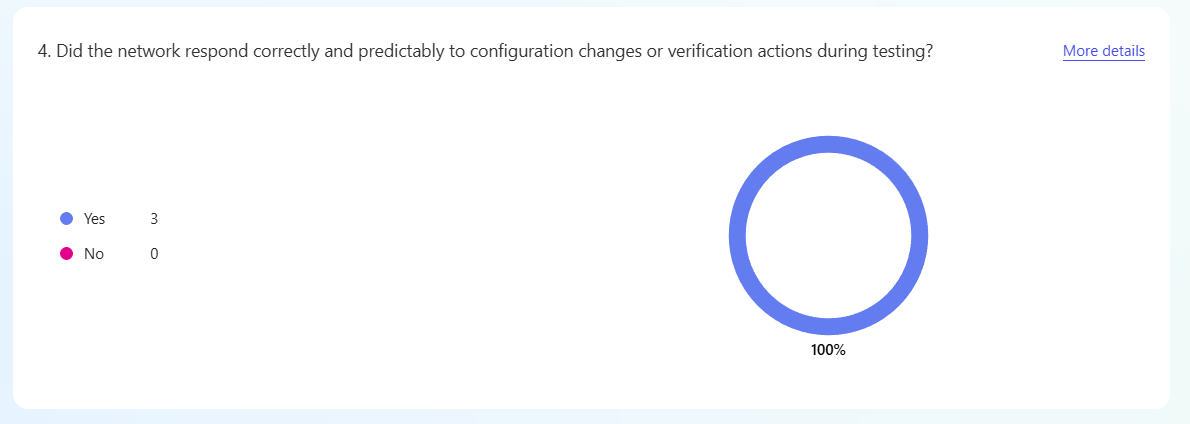 4. Did the network respond correctly and predictably to configuration changes or verification actions during testing?
More details
Yes 3
No 0
100%